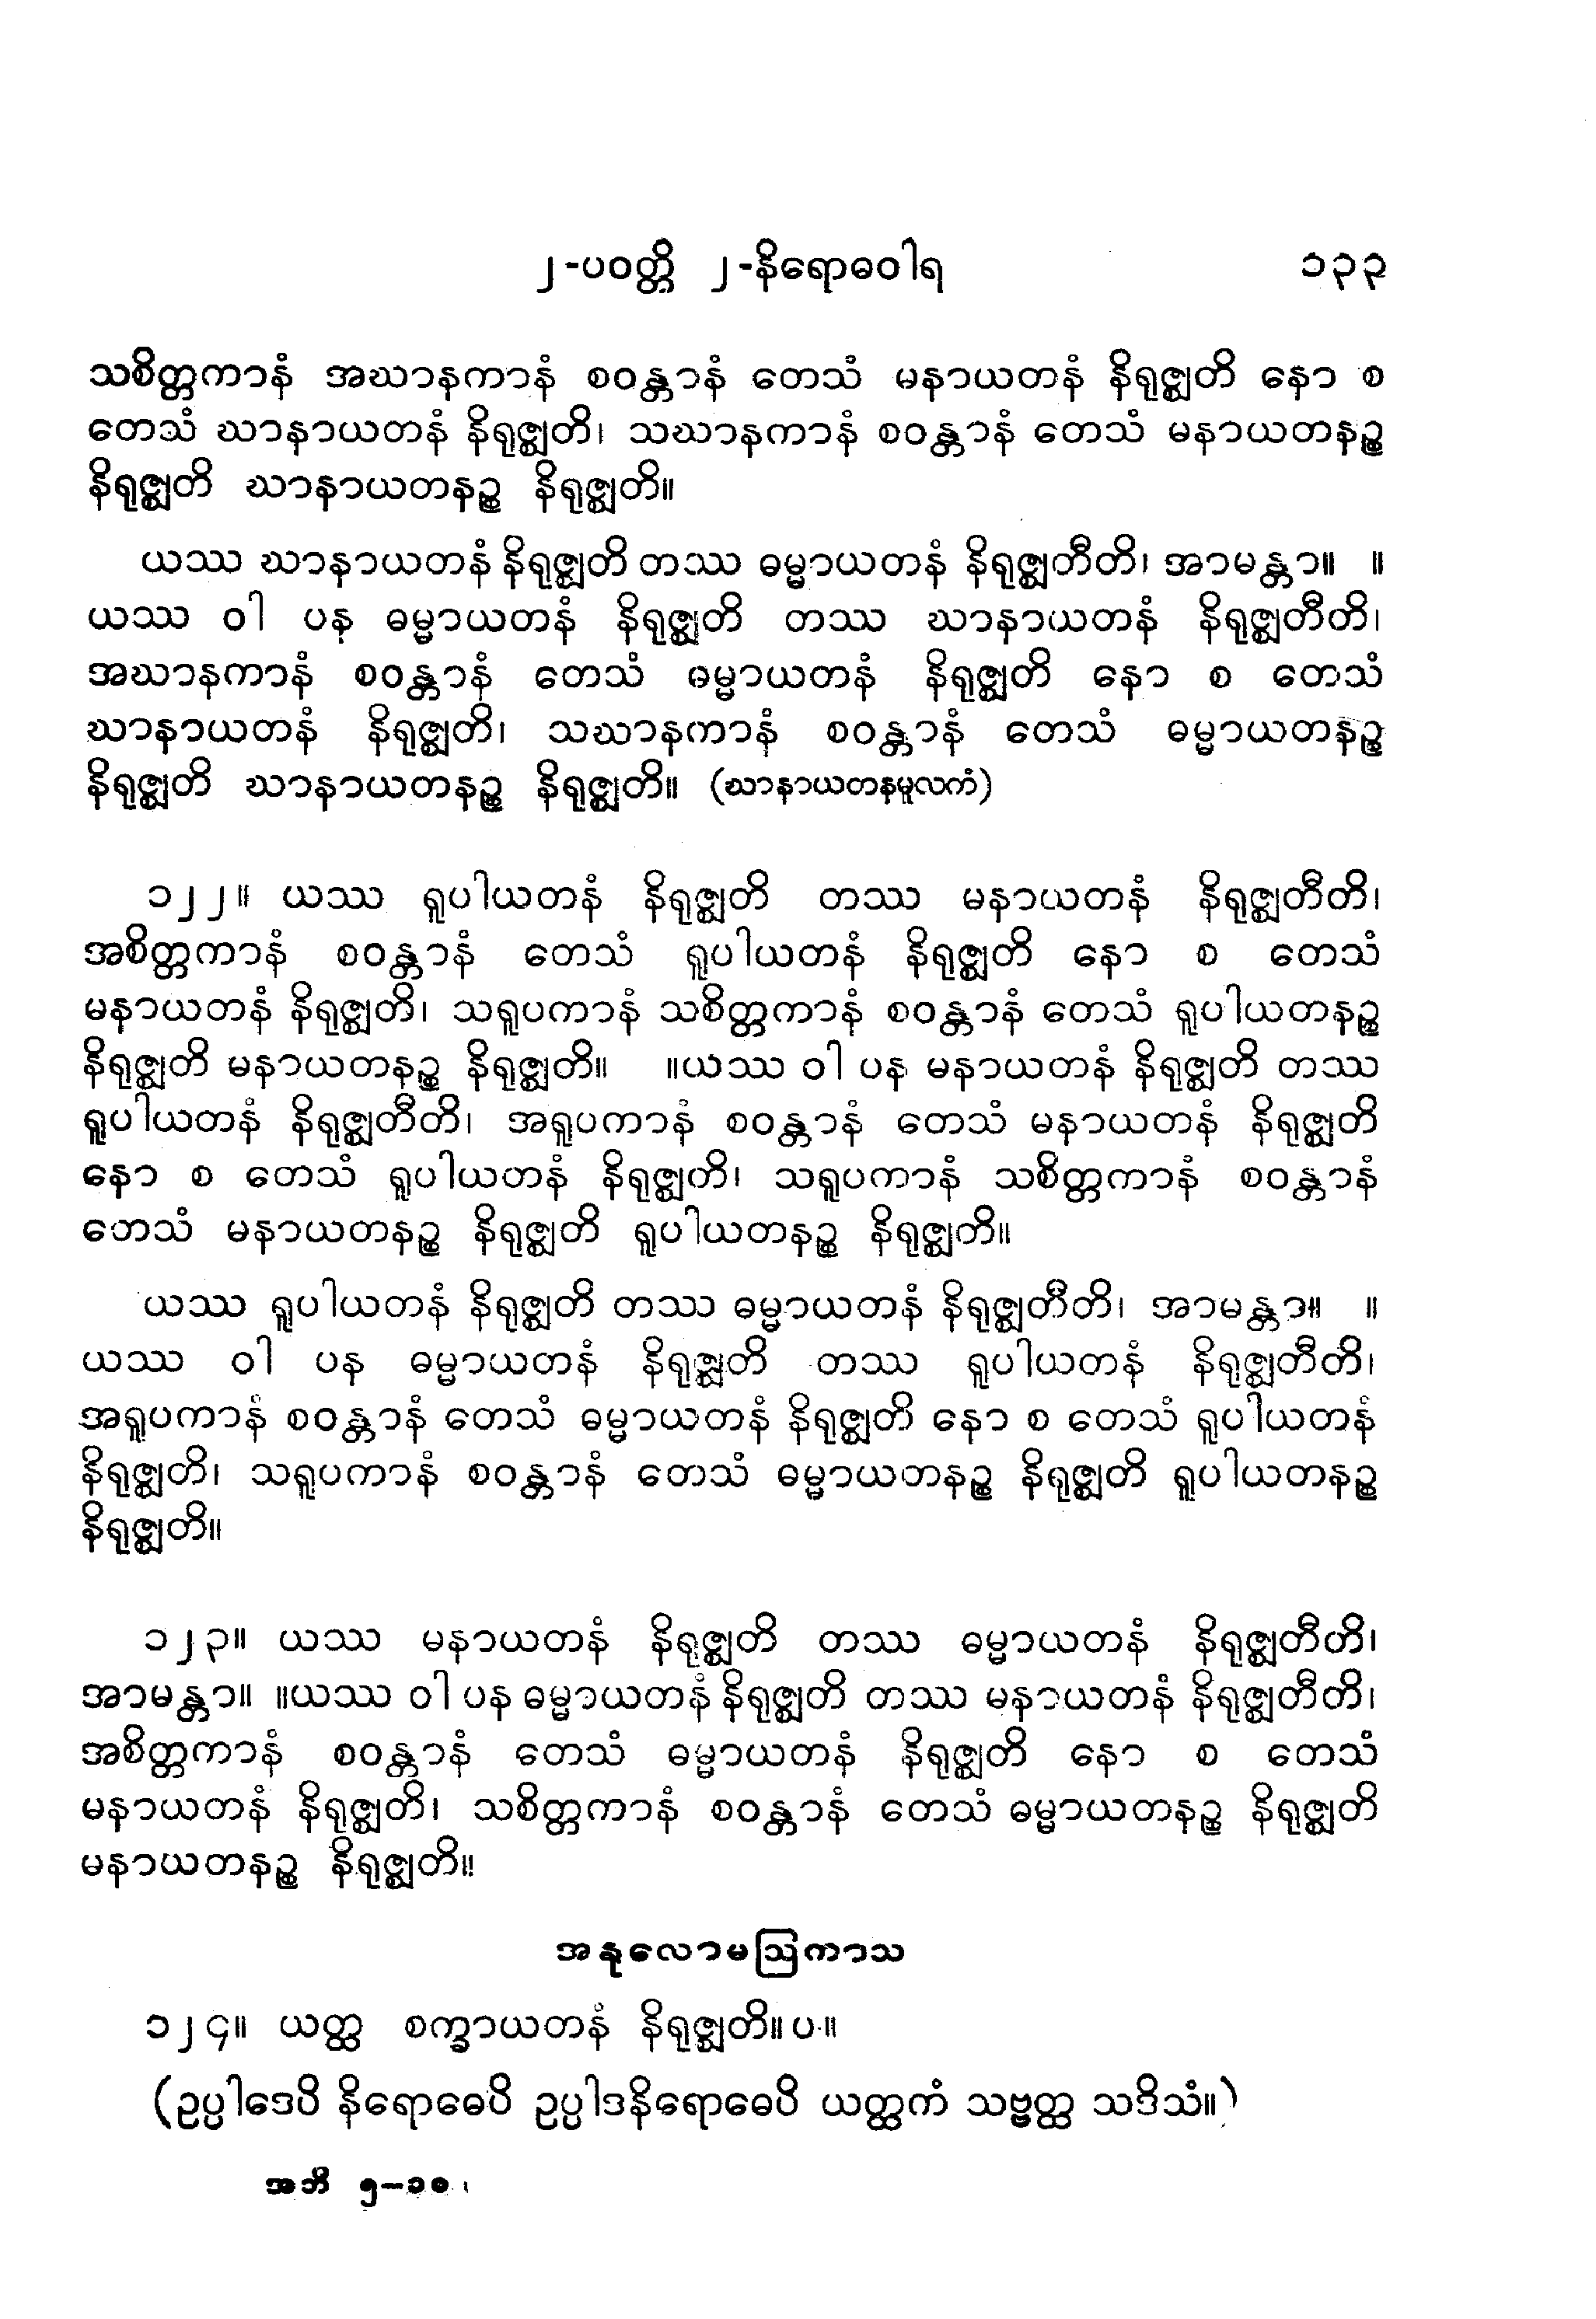 ၂-ပဝတ္တိ ၂-နိရောဓဝါရ ၁၃၃
သစိတ္တကာနံ အဃာနကာနံ စဝန္တာနံ တေသံ မနာယတနံ နိရုဇ္ဈတိ နော စ
တေသံ ဃာနာယတနံ နိရုဇ္ဈတိ၊ သဃာနကာနံ စဝန္တာနံ တေသံ မနာယတနဉ္စ
နိရုဇ္ဈတိ ဃာနာယတနဉ္စ နိရုဇ္ဈတိ။
ယဿ ဃာနာယတနံ နိရုဇ္ဈတိ တဿ ဓမ္မာယတနံ နိရုဇ္ဈတီတိ၊ အာမန္တာ။ ။
ယဿ ဝါ ပန ဓမ္မာယတနံ နိရုဇ္ဈတိ တဿ ဃာနာယတနံ နိရုဇ္ဈတီတိ၊
အဃာနကာနံ စဝန္တာနံ တေသံ ဓမ္မာယတနံ နိရုဇ္ဈတိ နော စ တေသံ
ဃာနာယတနံ နိရုဇ္ဈတိ၊ သဃာနကာနံ စဝန္တာနံ တေသံ ဓမ္မာယတနဉ္စ
နိရုဇ္ဈတိ ဃာနာယတနဉ္စ နိရုဇ္ဈတိ။ (ဃာနာယတနမူလကံ)
၁၂၂။ ယဿ ရူပါယတနံ နိရုဇ္ဈတိ တဿ မနာယတနံ နိရုဇ္ဈတီတိ၊
အစိတ္တကာနံ စဝန္တာနံ တေသံ ရူပါယတနံ နိရုဇ္ဈတိ နော စ တေသံ
မနာယတနံ နိရုဇ္ဈတိ၊ သရူပကာနံ သစိတ္တကာနံ စဝန္တာနံ တေသံ ရူပါယတနဉ္စ
နိရုဇ္ဈတိ မနာယတနဉ္စ နိရုဇ္ဈတိ။ ။ယဿ ဝါ ပန မနာယတနံ နိရုဇ္ဈတိ တဿ
ရူပါယတနံ နိရုဇ္ဈတီတိ၊ အရူပကာနံ စဝန္တာနံ တေသံ မနာယတနံ နိရုဇ္ဈတိ
နော စ တေသံ ရူပါယတနံ နိရုဇ္ဈတိ၊ သရူပကာနံ သစိတ္တကာနံ စဝန္တာနံ
တေသံ မနာယတနဉ္စ နိရုဇ္ဈတိ ရူပါယတနဉ္စ နိရုဇ္ဈတိ။
ယဿ ရူပါယတနံ နိရုဇ္ဈတိ တဿ ဓမ္မာယတနံ နိရုဇ္ဈတီတိ၊ အာမန္တာ။ ။
ယဿ ဝါ ပန ဓမ္မာယတနံ နိရုဇ္ဈတိ တဿ ရူပါယတနံ နိရုဇ္ဈတီတိ၊
အရူပကာနံ စဝန္တာနံ တေသံ ဓမ္မာယတနံ နိရုဇ္ဈတိ နော စ တေသံ ရူပါယတနံ
နိရုဇ္ဈတိ၊ သရူပကာနံ စဝန္တာနံ တေသံ ဓမ္မာယတနဉ္စ နိရုဇ္ဈတိ ရူပါယတနဉ္စ
နိရုဇ္ဈတိ။
၁၂၃။ ယဿ မနာယတနံ နိရုဇ္ဈတိ တဿ ဓမ္မာယတနံ နိရုဇ္ဈတီတိ၊
အာမန္တာ။ ။ယဿ ဝါ ပန ဓမ္မာယတနံ နိရုဇ္ဈတိ တဿ မနာယတနံ နိရုဇ္ဈတီတိ၊
အစိတ္တကာနံ စဝန္တာနံ တေသံ ဓမ္မာယတနံ နိရုဇ္ဈတိ နော စ တေသံ
မနာယတနံ နိရုဇ္ဈတိ၊ သစိတ္တကာနံ စဝန္တာနံ တေသံ ဓမ္မာယတနဉ္စ နိရုဇ္ဈတိ
မနာယတနဉ္စ နိရုဇ္ဈတိ။
အနုလောမဩကာသ
၁၂၄။ ယတ္ထ စက္ခာယတနံ နိရုဇ္ဈတိ။ပ။
(ဥပ္ပါဒေပိ နိရောဓေပိ ဥပ္ပါဒနိရောဓေပိ ယတ္ထကံ သဗ္ဗတ္ထ သဒိသံ။)
အဘိ ၅–၁၀